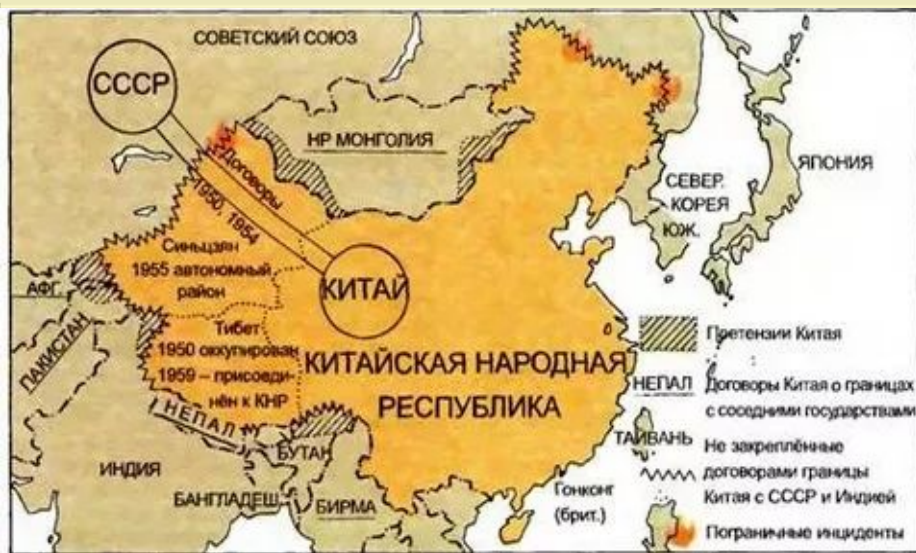 СОВЕТСКИЙ СОЮЗ
СССР
НР МОНГОЛИЯ
Договоры
1950, 1954
ЯПОНИЯ
СЕВЕР.
КОРЕЯ
ЮЖ.
Синьцзян
1955 автономный
район
КИТАЙ
АФГ.
ПАКИСТАН
Тибет
1950 оккупирован
1959 – присоеди-
нён к КНР
КИТАЙСКАЯ НАРОДНАЯ
РЕСПУБЛИКА
НЕПАЛ
ИНДИЯ
БУТАН
БАНГЛАДЕШ
БИРМА
Гонконг
(брит.)
ТАЙВАНЬ
Претензии Китая
НЕПАЛ
Договоры Китая о границах
с соседними государствами
Не закреплённые
договорами границы
Китая с СССР и Индией
Пограничные инциденты